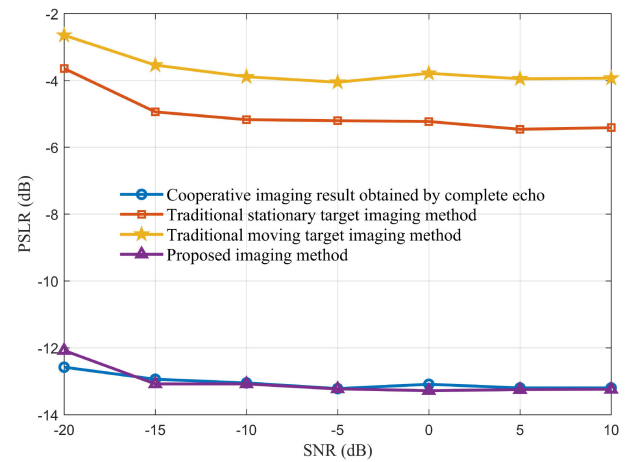 -2
-4
-6
-8
-10
-12
-14
PSLR (dB)
Cooperative imaging result obtained by complete echo
Traditional stationary target imaging method
Traditional moving target imaging method
Proposed imaging method
-20 -15 -10 -5 0 5 10
SNR (dB)